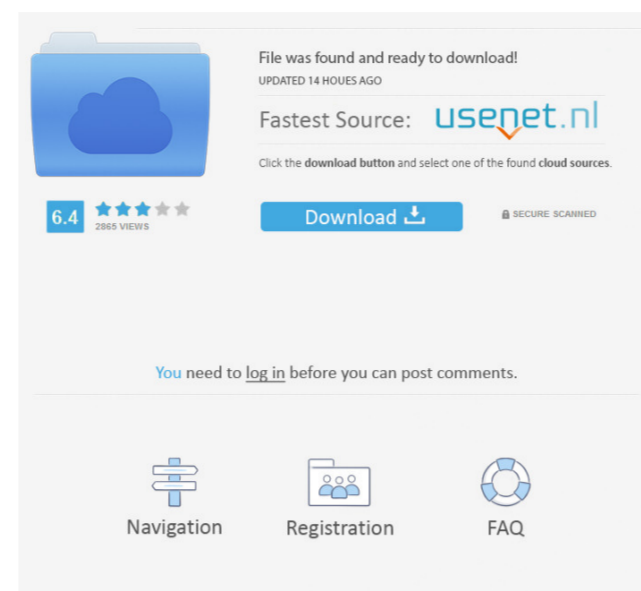 File was found and ready to download!
UPDATED 14 HOUES AGO
Fastest Source: usenet.nl
Click the download button and select one of the found cloud sources.
6.4
2865 VIEWS
Download
SECURE SCANNED
You need to log in before you can post comments.
Navigation
Registration
FAQ